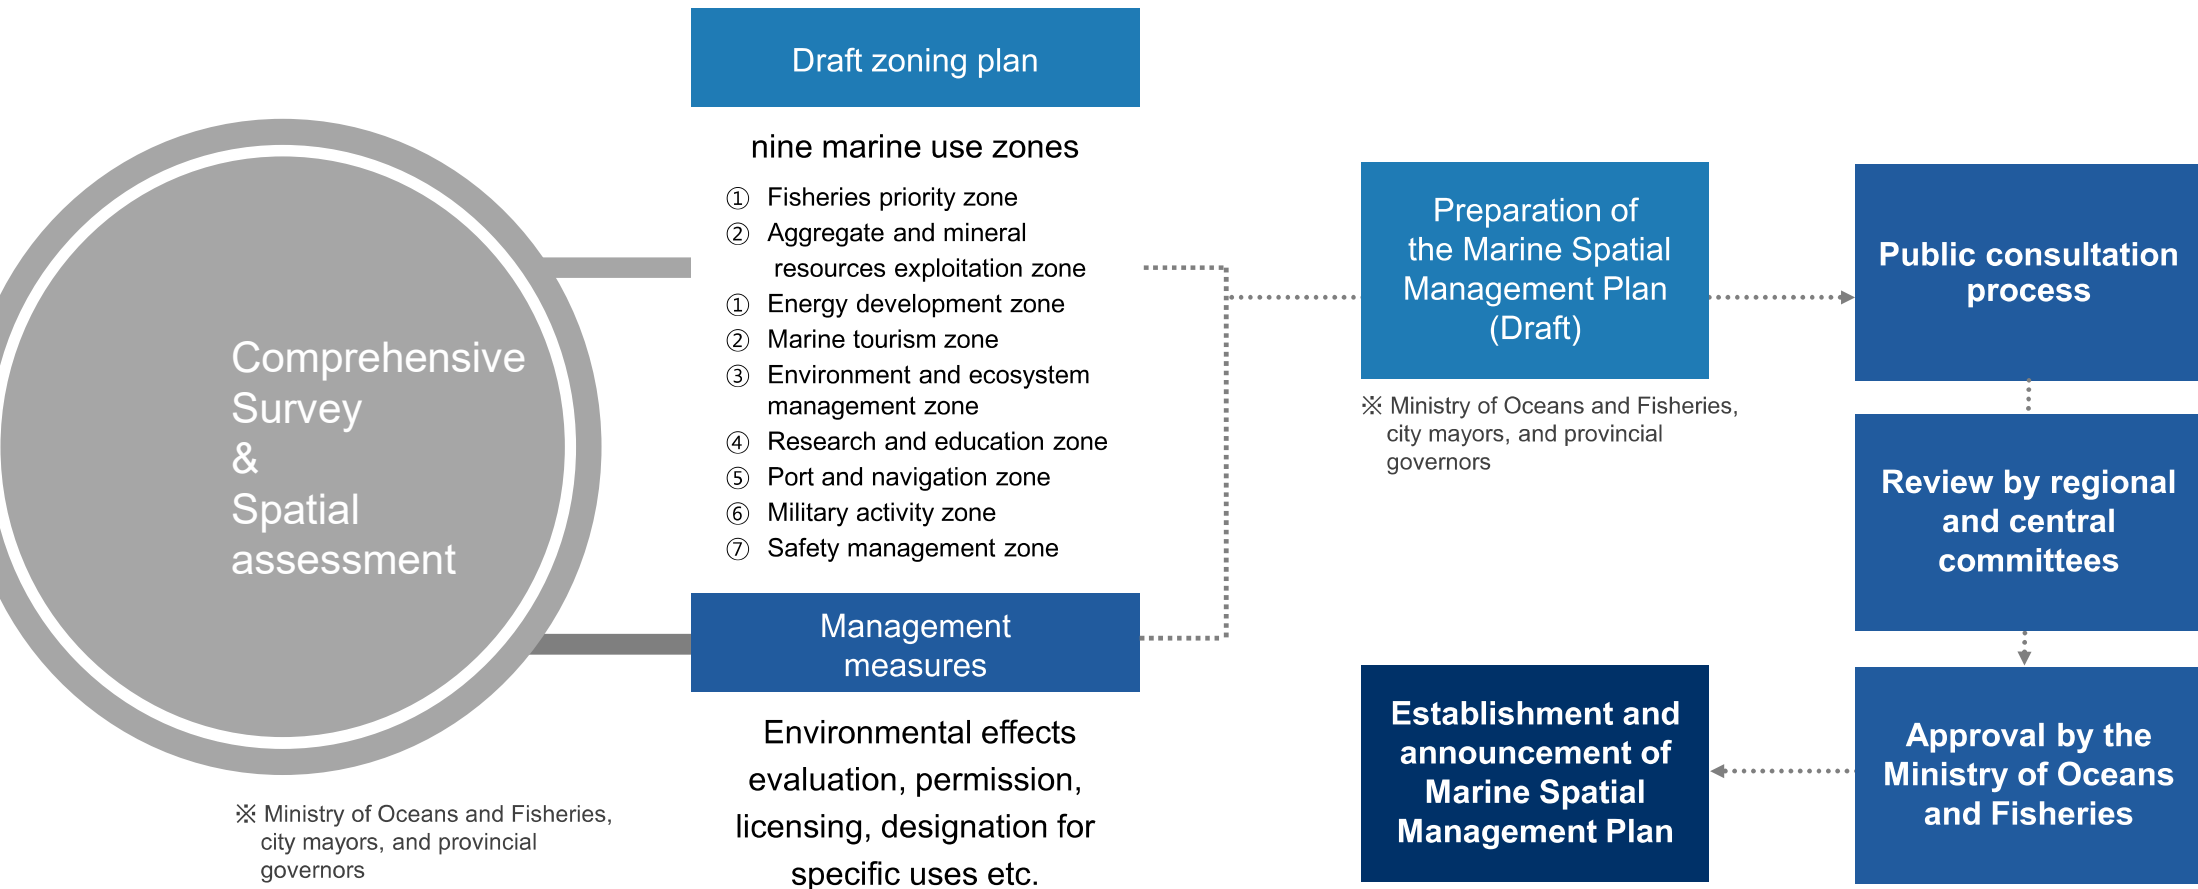 Comprehensive
Survey
&
Spatial
assessment
※ Ministry of Oceans and Fisheries,
city mayors, and provincial
governors
Draft zoning plan
nine marine use zones
① Fisheries priority zone
② Aggregate and mineral
resources exploitation zone
① Energy development zone
② Marine tourism zone
③ Environment and ecosystem
management zone
④ Research and education zone
⑤ Port and navigation zone
⑥ Military activity zone
⑦ Safety management zone
Management
measures
Environmental effects
evaluation, permission,
licensing, designation for
specific uses etc.
Preparation of
the Marine Spatial
Management Plan
(Draft)
※ Ministry of Oceans and Fisheries,
city mayors, and provincial
governors
Public consultation
process
Review by regional
and central
committees
Approval by the
Ministry of Oceans
and Fisheries
Establishment and
announcement of
Marine Spatial
Management Plan